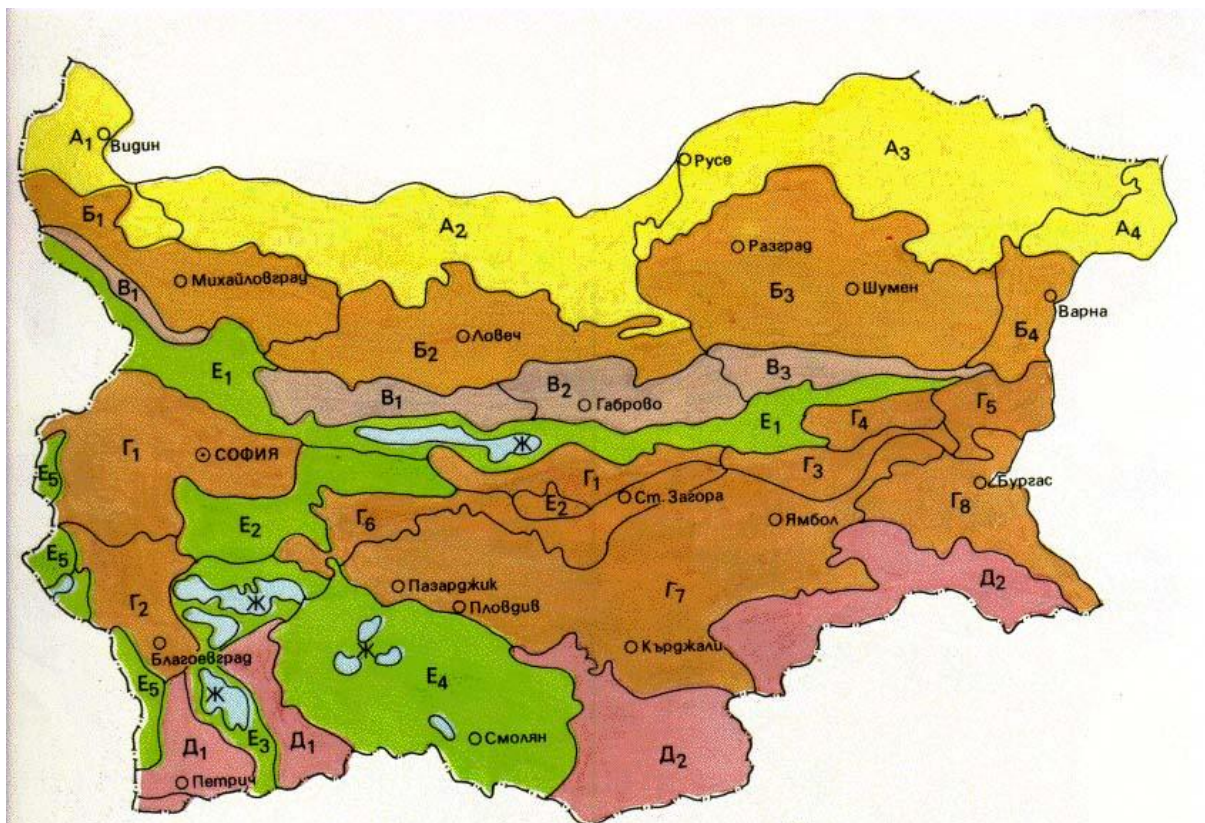 А1
Видин
Русе
А3
А2
А4
Б1
Разград
Михайловград
Б3
Шумен
Варна
В1
Ловеч
Б2
Б4
Е1
В2
В3
В1
Габрово
Е1
Г4
Г5
Г1
СОФИЯ
Ж
Г3
Е5
Г1
Е2
Ст. Загора
Бургас
Г8
Г6
Ямбол
Е2
Е5
Пазарджик
Г2
Ж
Пловдив
Г7
Д2
Благоевград
Ж
Кърджали
Е5
Ж
Е4
Д1
Е3
Д1
Смолян
Д2
Петрич